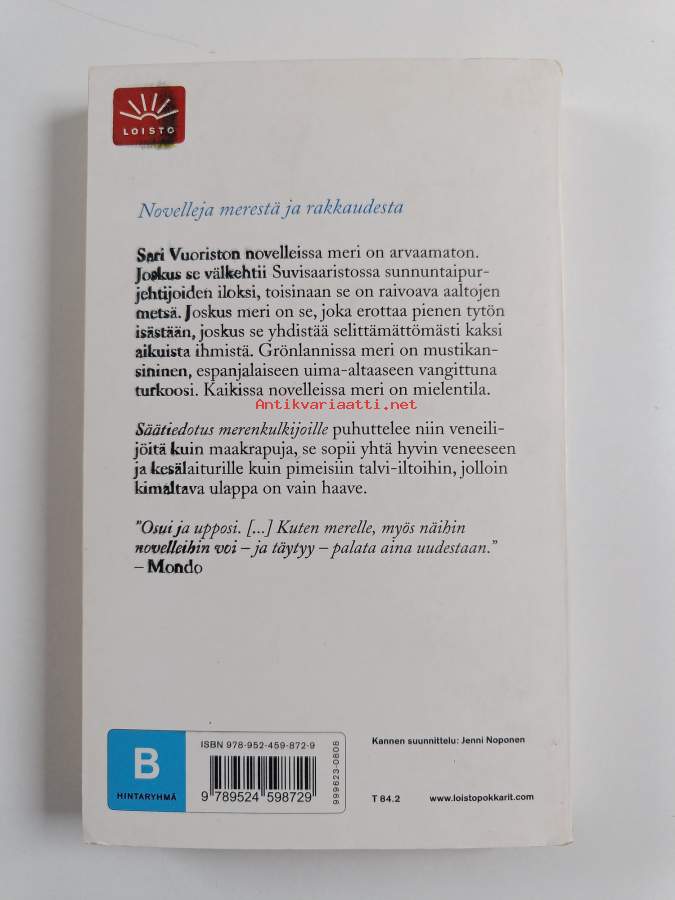 LOISTO
Novelleja merestä ja rakkaudesta
Sari Vuoriston novelleissa meri on arvaamaton.
Joskus se välkehtii Suvisaaristossa sunnuntaipur-
jehtijoiden iloksi, toisinaan se on raivoava aaltojen
metsä. Joskus meri on se, joka erottaa pienen tytön
isästään, joskus se yhdistää selittämättömästi kaksi
aikuista ihmistä. Grönlannissa meri on mustikan-
sininen, espanjalaiseen uima-altaaseen vangittuna
turkoosi. Kaikissa novelleissa meri on mielentila.
Antikvariaatti.net
Säätiedotus merenkulkijoille puhuttelee niin veneili-
jöitä kuin maakrapuja, se sopii yhtä hyvin veneeseen
ja kesälaiturille kuin pimeisiin talvi-iltoihin, jolloin
kimaltava ulappa on vain haave.
"Osui ja upposi. [...] Kuten merelle, myös näihin
novelleihin voi – ja täytyy – palata aina uudestaan."
– Mondo
B
HINTARYHMÄ
ISBN 978-952-459-872-9
9 789524 598729
999623-0808
Kannen suunnittelu: Jenni Noponen
T 84.2
www.loistopokkarit.com